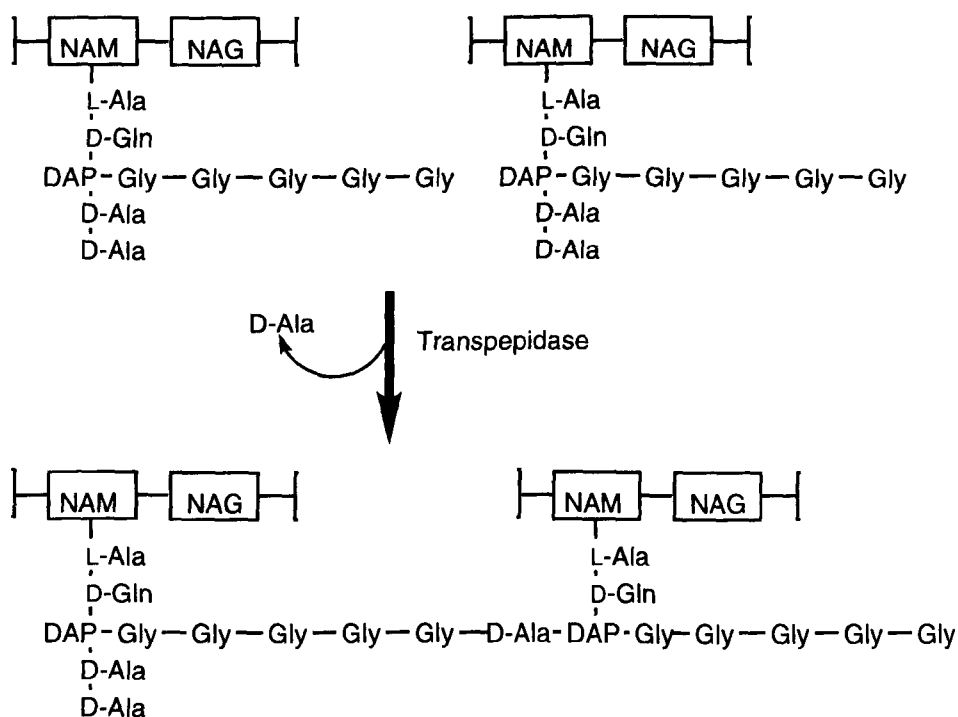 NAM NAG NAM NAG
L-Ala L-Ala
D-Gln D-Gln
DAP-Gly-Gly-Gly-Gly-Gly DAP-Gly-Gly-Gly-Gly-Gly
D-Ala D-Ala
D-Ala D-Ala
D-Ala Transpepidase
NAM NAG NAM NAG
L-Ala L-Ala
D-Gln D-Gln
DAP-Gly-Gly-Gly-Gly-Gly-D-Ala-DAP-Gly-Gly-Gly-Gly-Gly
D-Ala
D-Ala